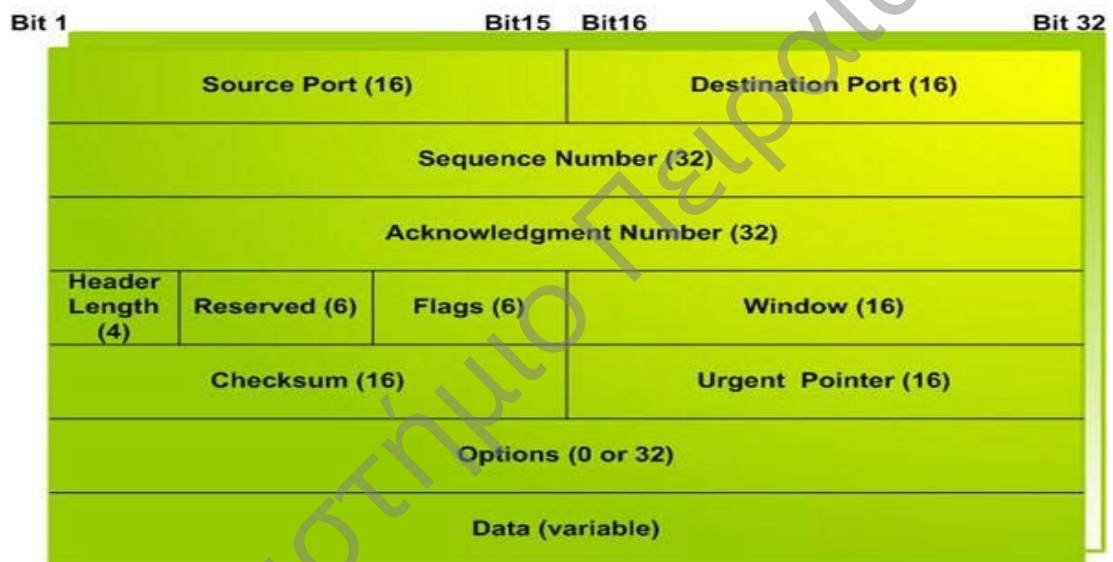 Bit 1 Bit15 Bit16 Bit 32
Source Port (16) Destination Port (16)
Sequence Number (32)
Acknowledgment Number (32)
Header
Length
(4)
Reserved (6) Flags (6) Window (16)
Checksum (16) Urgent Pointer (16)
Options (0 or 32)
Data (variable)